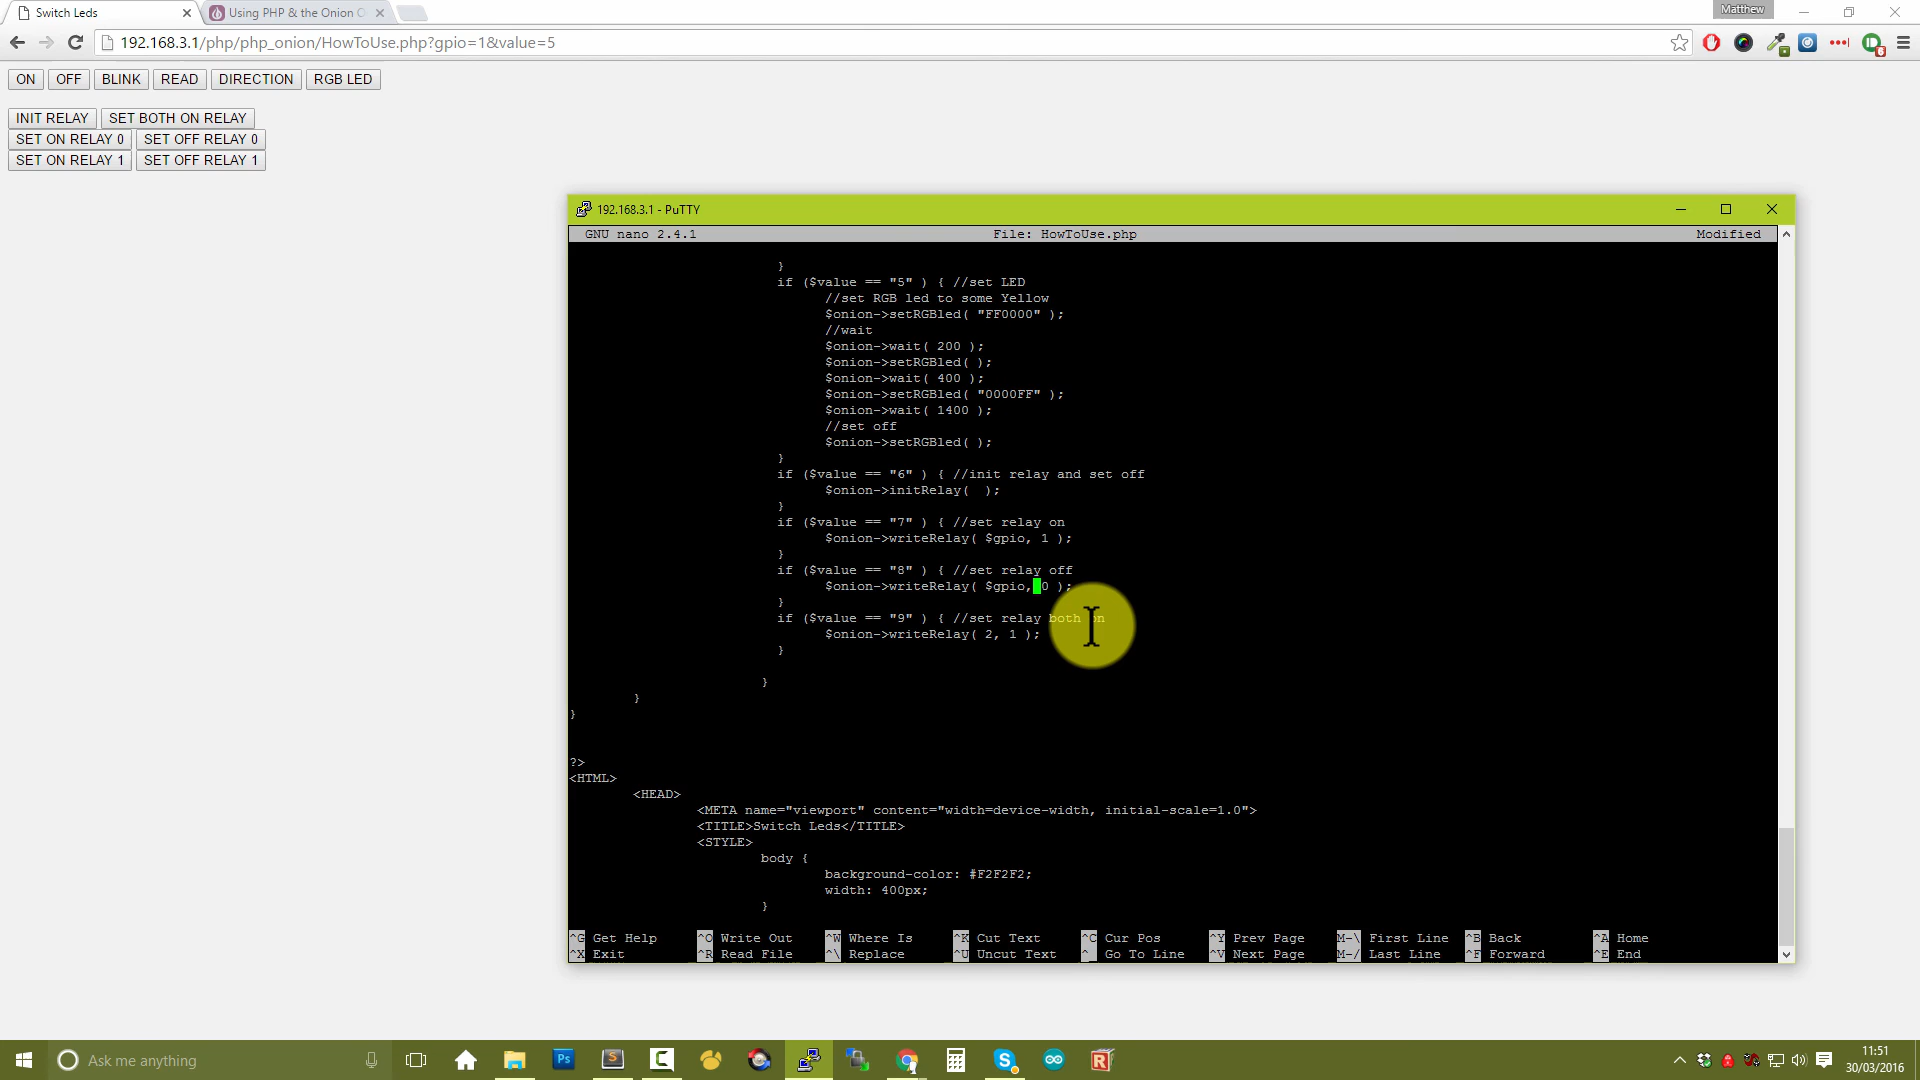 Switch Leds
Using PHP & the Onion O
Matthew
192.168.3.1/php/php_onion/HowToUse.php?gpio=1&value=5
ON OFF BLINK READ DIRECTION RGB LED
INIT RELAY SET BOTH ON RELAY
SET ON RELAY 0 SET OFF RELAY 0
SET ON RELAY 1 SET OFF RELAY 1
192.168.3.1 - PuTTY
GNU nano 2.4.1 File: HowToUse.php Modified
}
if ($value == "5" ) { //set LED
//set RGB led to some Yellow
$onion->setRGBled( "FF0000" );
//wait
$onion->wait( 200 );
$onion->setRGBled( );
$onion->wait( 400 );
$onion->setRGBled( "0000FF" );
$onion->wait( 1400 );
//set off
$onion->setRGBled( );
}
if ($value == "6" ) { //init relay and set off
$onion->initRelay(  );
}
if ($value == "7" ) { //set relay on
$onion->writeRelay( $gpio, 1 );
}
if ($value == "8" ) { //set relay off
$onion->writeRelay( $gpio, 0 );
}
if ($value == "9" ) { //set relay both on
$onion->writeRelay( 2, 1 );
}
}
}
}
?>
<HTML>
<HEAD>
<META name="viewport" content="width=device-width, initial-scale=1.0">
<TITLE>Switch Leds</TITLE>
<STYLE>
body {
background-color: #F2F2F2;
width: 400px;
}
^G Get Help ^O Write Out ^W Where Is ^K Cut Text ^C Cur Pos ^Y Prev Page M-\ First Line ^B Back ^A Home
^X Exit ^R Read File ^\ Replace ^U Uncut Text ^_ Go To Line ^V Next Page M-/ Last Line ^F Forward ^E End
Ask me anything
11:51
30/03/2016